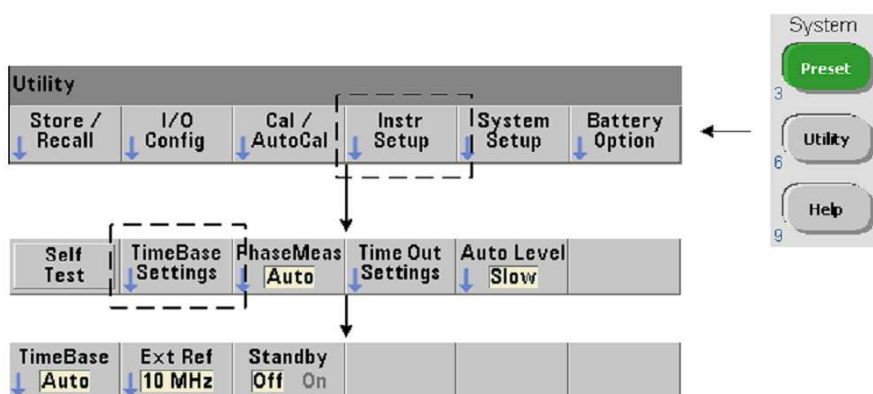 System
Preset
3
Utility
6
Help
9
Utility
Store / Recall
I/O Config
Cal / AutoCal
Instr Setup
System Setup
Battery Option
Self Test
TimeBase Settings
PhaseMeas Auto
Time Out Settings
Auto Level Slow
TimeBase Auto
Ext Ref 10 MHz
Standby Off On